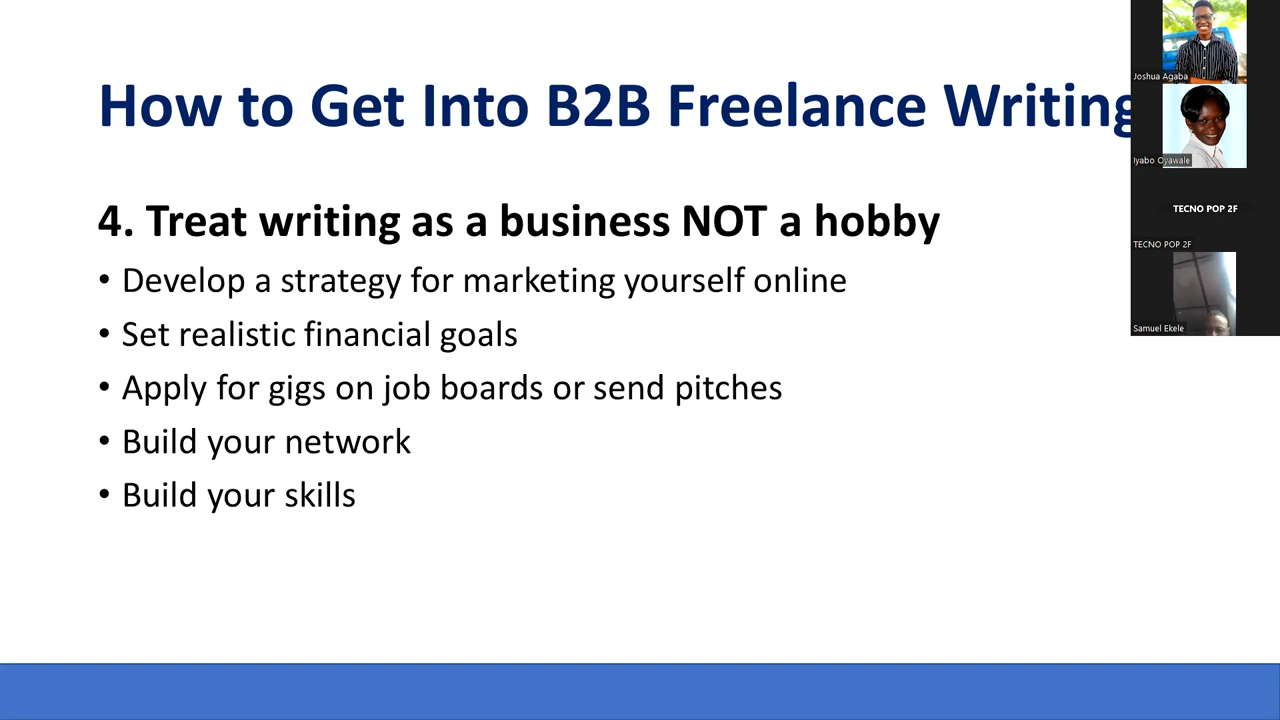 How to Get Into B2B Freelance Writing
4. Treat writing as a business NOT a hobby
• Develop a strategy for marketing yourself online
• Set realistic financial goals
• Apply for gigs on job boards or send pitches
• Build your network
• Build your skills
Joshua Agaba
Iyabo Oyawale
TECNO POP 2F
TECNO POP 2F
Samuel Ekele